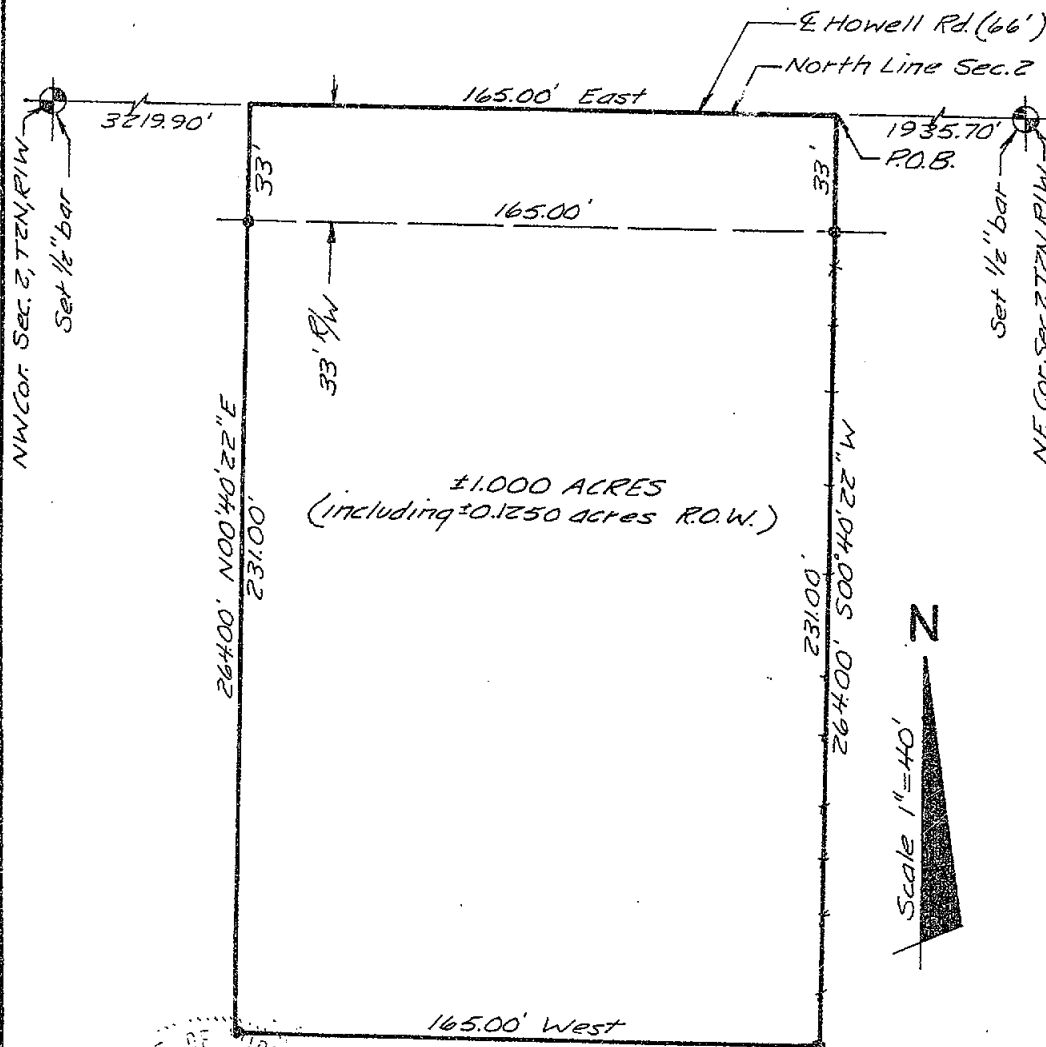 ℄ Howell Rd. (66')
North Line Sec. 2
165.00' East
3219.90'
1935.70'
P.O.B.
NW Cor. Sec. 2, T2N, R1W
Set 1/2" bar
33'
33'
165.00'
33' R/W
Set 1/2" bar
NE Cor. Sec. 2, T2N, R1W
264.00' N00°40'22"E
231.00'
±1.000 ACRES
(including ±0.1250 acres R.O.W.)
231.00'
264.00' S00°40'22"W
N
Scale 1"=40'
165.00' West